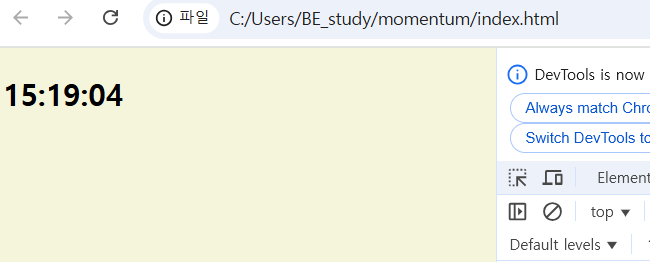 파일 C:/Users/BE_study/momentum/index.html
15:19:04
DevTools is now
Always match Chro
Switch DevTools to
Element
top
Default levels